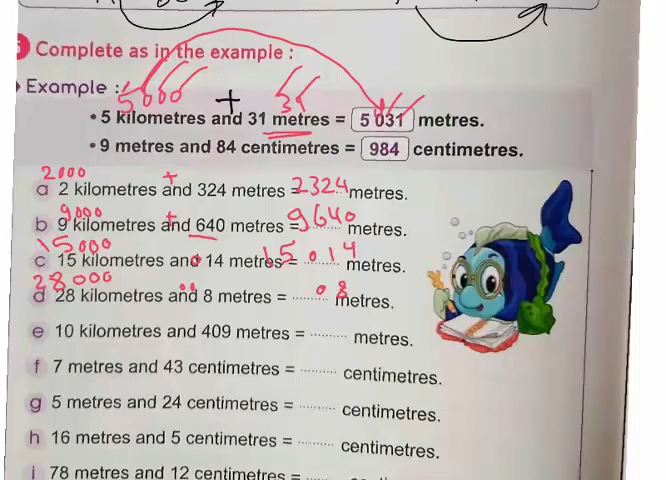 Complete as in the example :
Example :
5000 + 31
• 5 kilometres and 31 metres = 5 031 metres.
• 9 metres and 84 centimetres = 984 centimetres.
2000 +
a 2 kilometres and 324 metres = 2324 metres.
9000 +
b 9 kilometres and 640 metres = 9640 metres.
15000
c 15 kilometres and 14 metres = 15 014 metres.
28000
d 28 kilometres and 8 metres = ......... 08 metres.
e 10 kilometres and 409 metres = ......... metres.
f 7 metres and 43 centimetres = ......... centimetres.
g 5 metres and 24 centimetres = ......... centimetres.
h 16 metres and 5 centimetres = ......... centimetres.
i 78 metres and 12 centimetres =